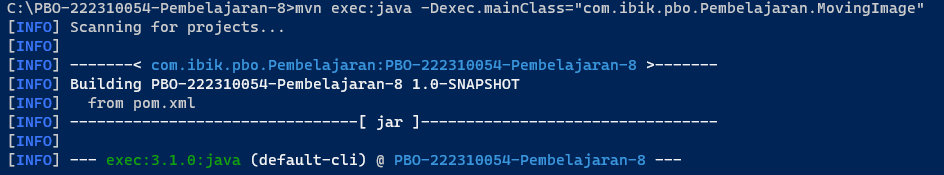 C:\PBO-222310054-Pembelajaran-8>mvn exec:java -Dexec.mainClass="com.ibik.pbo.Pembelajaran.MovingImage"
[INFO] Scanning for projects...
[INFO]
[INFO] -------< com.ibik.pbo.Pembelajaran:PBO-222310054-Pembelajaran-8 >-------
[INFO] Building PBO-222310054-Pembelajaran-8 1.0-SNAPSHOT
[INFO]   from pom.xml
[INFO] --------------------------------[ jar ]---------------------------------
[INFO]
[INFO] --- exec:3.1.0:java (default-cli) @ PBO-222310054-Pembelajaran-8 ---